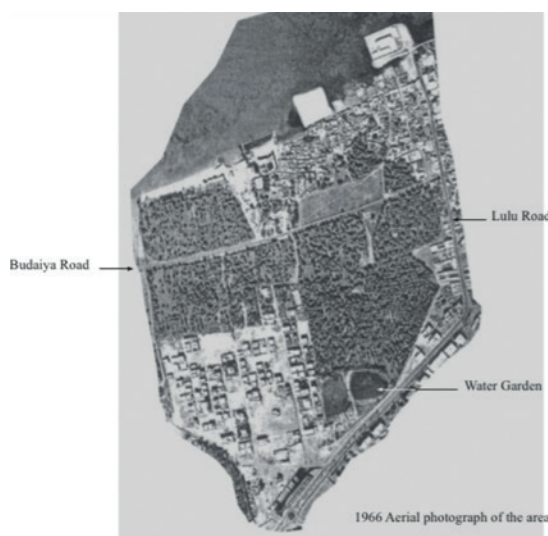 Lulu Road
Budaiya Road
Water Garden
1966 Aerial photograph of the area